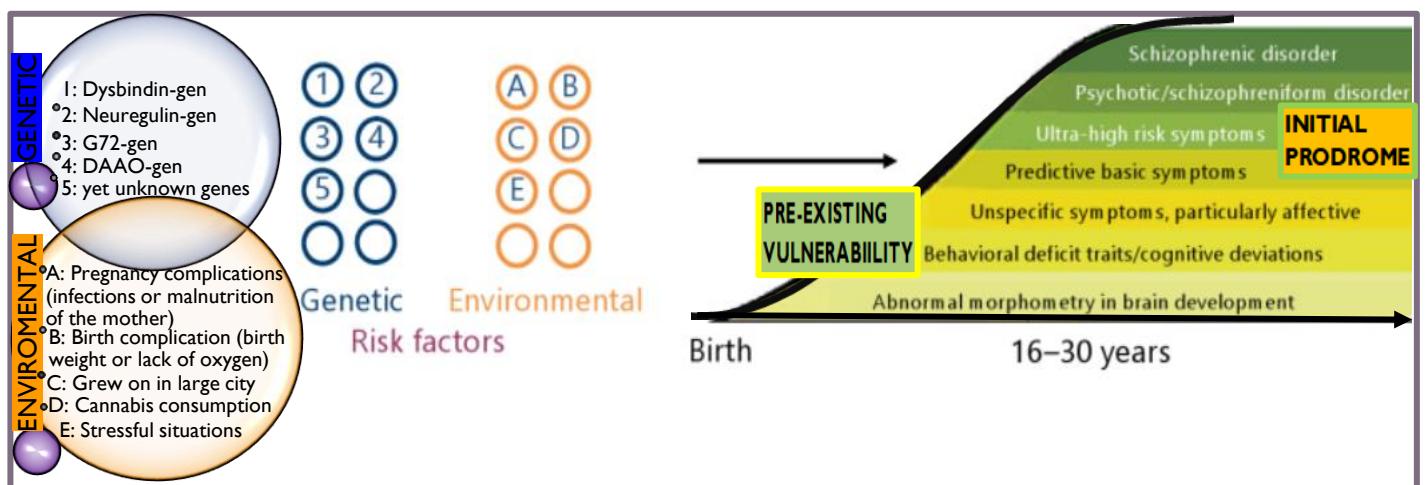 GENETIC
1: Dysbindin-gen
2: Neuregulin-gen
3: G72-gen
4: DAAO-gen
5: yet unknown genes
ENVIROMENTAL
A: Pregnancy complications
(infections or malnutrition
of the mother)
B: Birth complication (birth
weight or lack of oxygen)
C: Grew on in large city
D: Cannabis consumption
E: Stressful situations
1 2
3 4
5
Genetic
A B
C D
E
Environmental
Risk factors
Schizophrenic disorder
Psychotic/schizophreniform disorder
Ultra-high risk symptoms
INITIAL
PRODROME
Predictive basic symptoms
PRE-EXISTING
VULNERABIILITY
Unspecific symptoms, particularly affective
Behavioral deficit traits/cognitive deviations
Abnormal morphometry in brain development
Birth
16–30 years